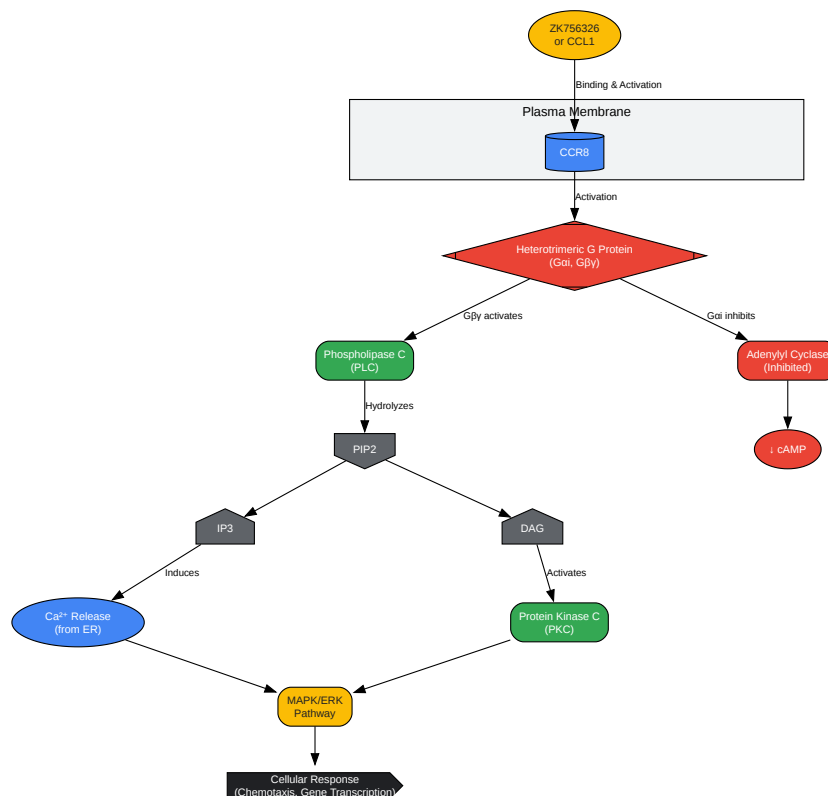 ZK756326
or CCL1
Binding & Activation
Plasma Membrane
CCR8
Activation
Heterotrimeric G Protein
(Gαi, Gβγ)
Gβγ activates
Gαi inhibits
Phospholipase C
(PLC)
Adenylyl Cyclase
(Inhibited)
Hydrolyzes
PIP2
↓ cAMP
IP3
DAG
Induces
Activates
Ca²⁺ Release
(from ER)
Protein Kinase C
(PKC)
MAPK/ERK
Pathway
Cellular Response
(Chemotaxis, Gene Transcription)